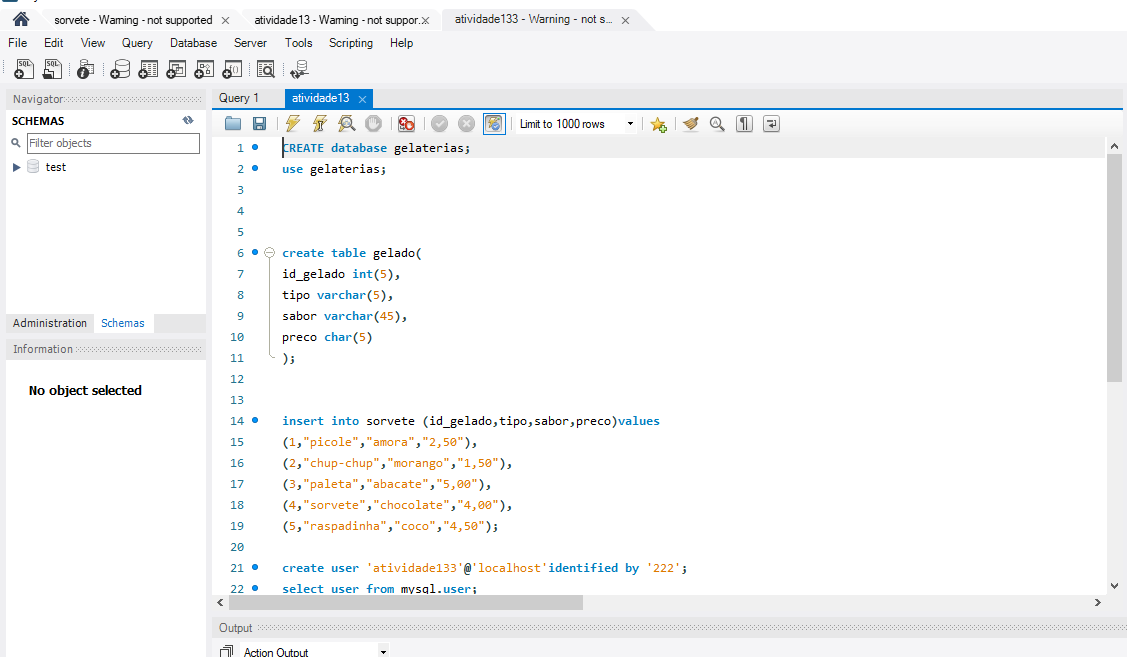 sorvete - Warning - not supported
atividade13 - Warning - not suppor.
atividade133 - Warning - not s...
File Edit View Query Database Server Tools Scripting Help
Navigator
SCHEMAS
Filter objects
test
Administration Schemas
Information
No object selected
Query 1 atividade13
Limit to 1000 rows
1 CREATE database gelaterias;
2 use gelaterias;
3
4
5
6 create table gelado(
7 id_gelado int(5),
8 tipo varchar(5),
9 sabor varchar(45),
10 preco char(5)
11 );
12
13
14 insert into sorvete (id_gelado,tipo,sabor,preco)values
15 (1,"picole","amora","2,50"),
16 (2,"chup-chup","morango","1,50"),
17 (3,"paleta","abacate","5,00"),
18 (4,"sorvete","chocolate","4,00"),
19 (5,"raspadinha","coco","4,50");
20
21 create user 'atividade133'@'localhost'identified by '222';
22 select user from mysql.user;
Output
Action Output